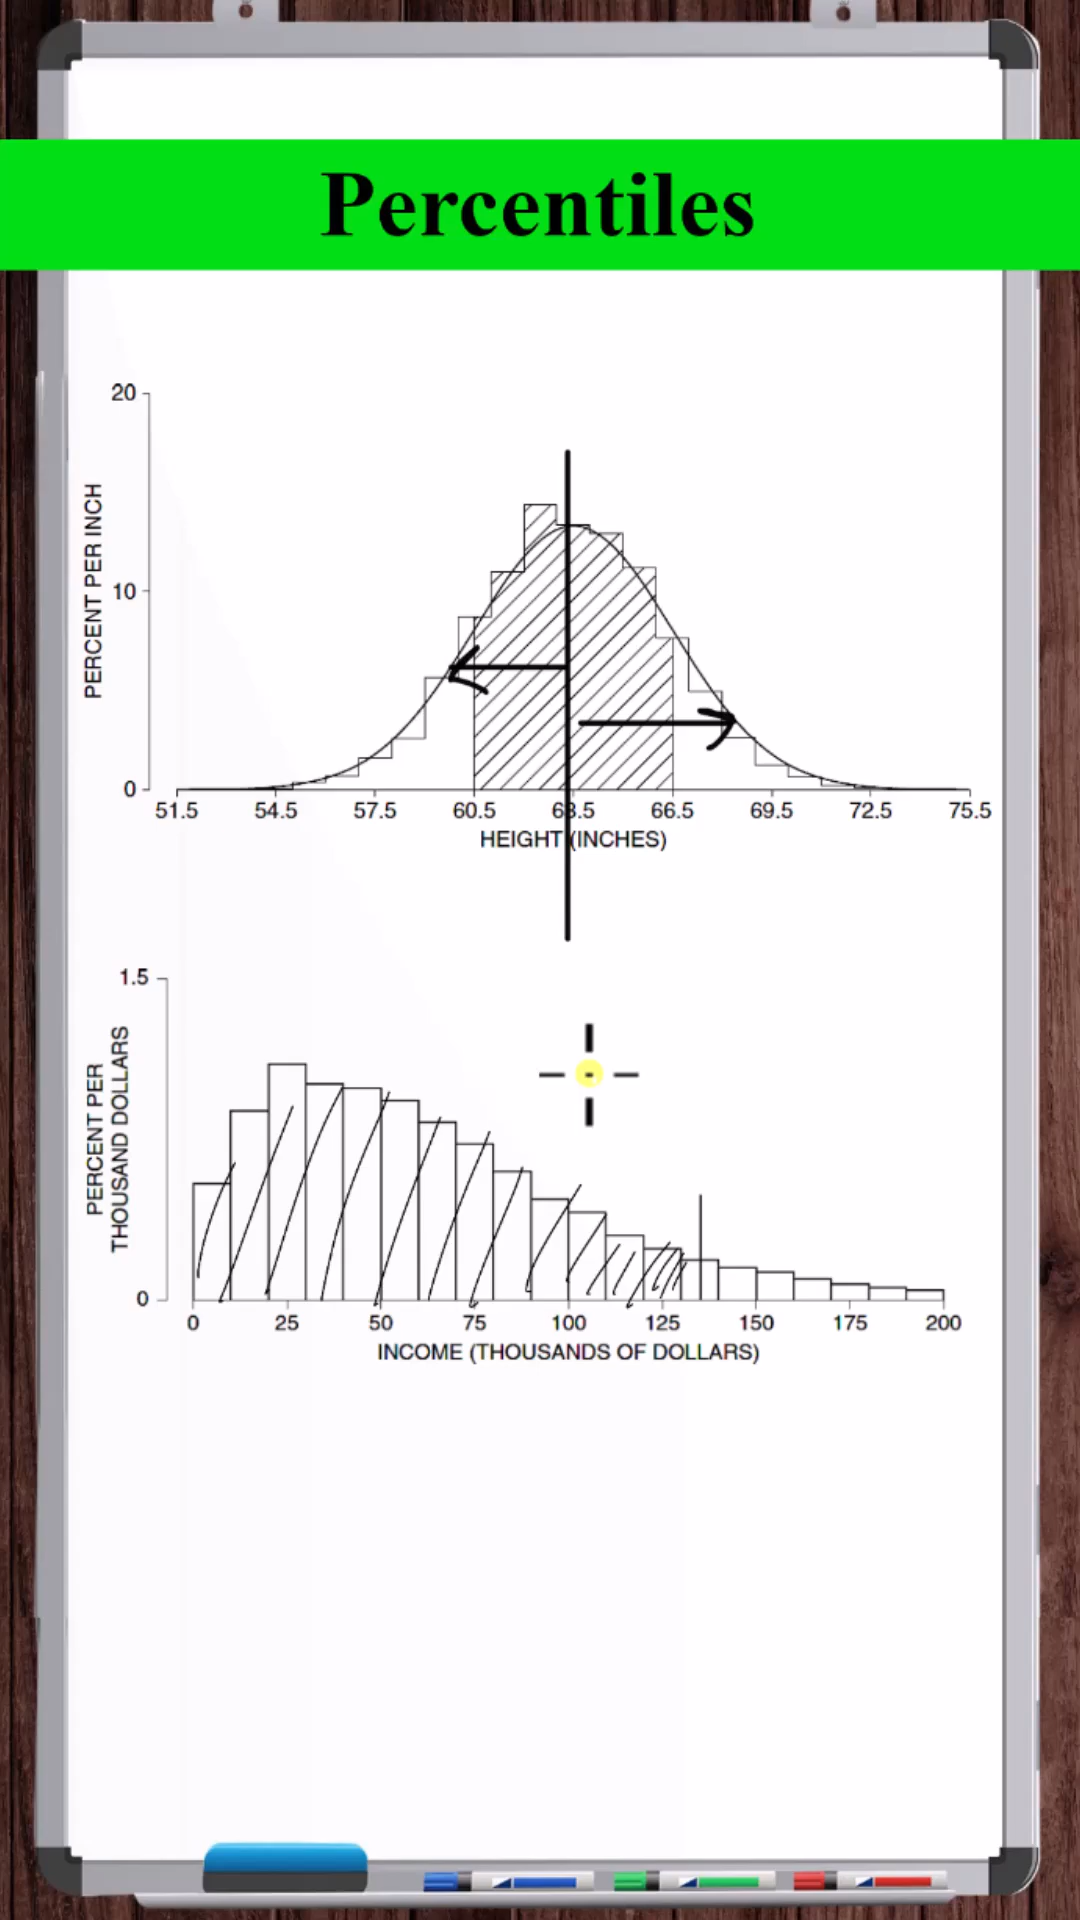 Percentiles
20
10
0
PERCENT PER INCH
51.5 54.5 57.5 60.5 63.5 66.5 69.5 72.5 75.5
HEIGHT (INCHES)
1.5
0
PERCENT PER
THOUSAND DOLLARS
0 25 50 75 100 125 150 175 200
INCOME (THOUSANDS OF DOLLARS)